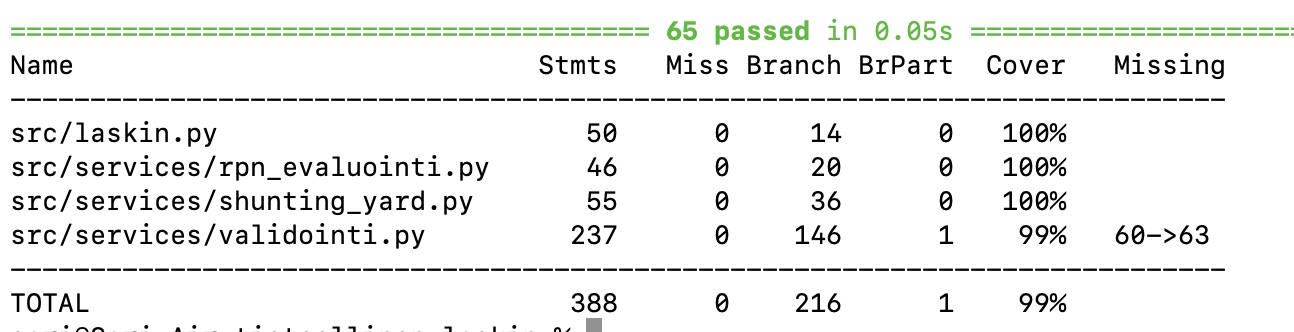 ======================================== 65 passed in 0.05s =====================
Name                             Stmts   Miss Branch BrPart  Cover   Missing
----------------------------------------------------------------------------
src/laskin.py                       50      0     14      0   100%
src/services/rpn_evaluointi.py      46      0     20      0   100%
src/services/shunting_yard.py       55      0     36      0   100%
src/services/validointi.py         237      0    146      1    99%   60->63
----------------------------------------------------------------------------
TOTAL                              388      0    216      1    99%